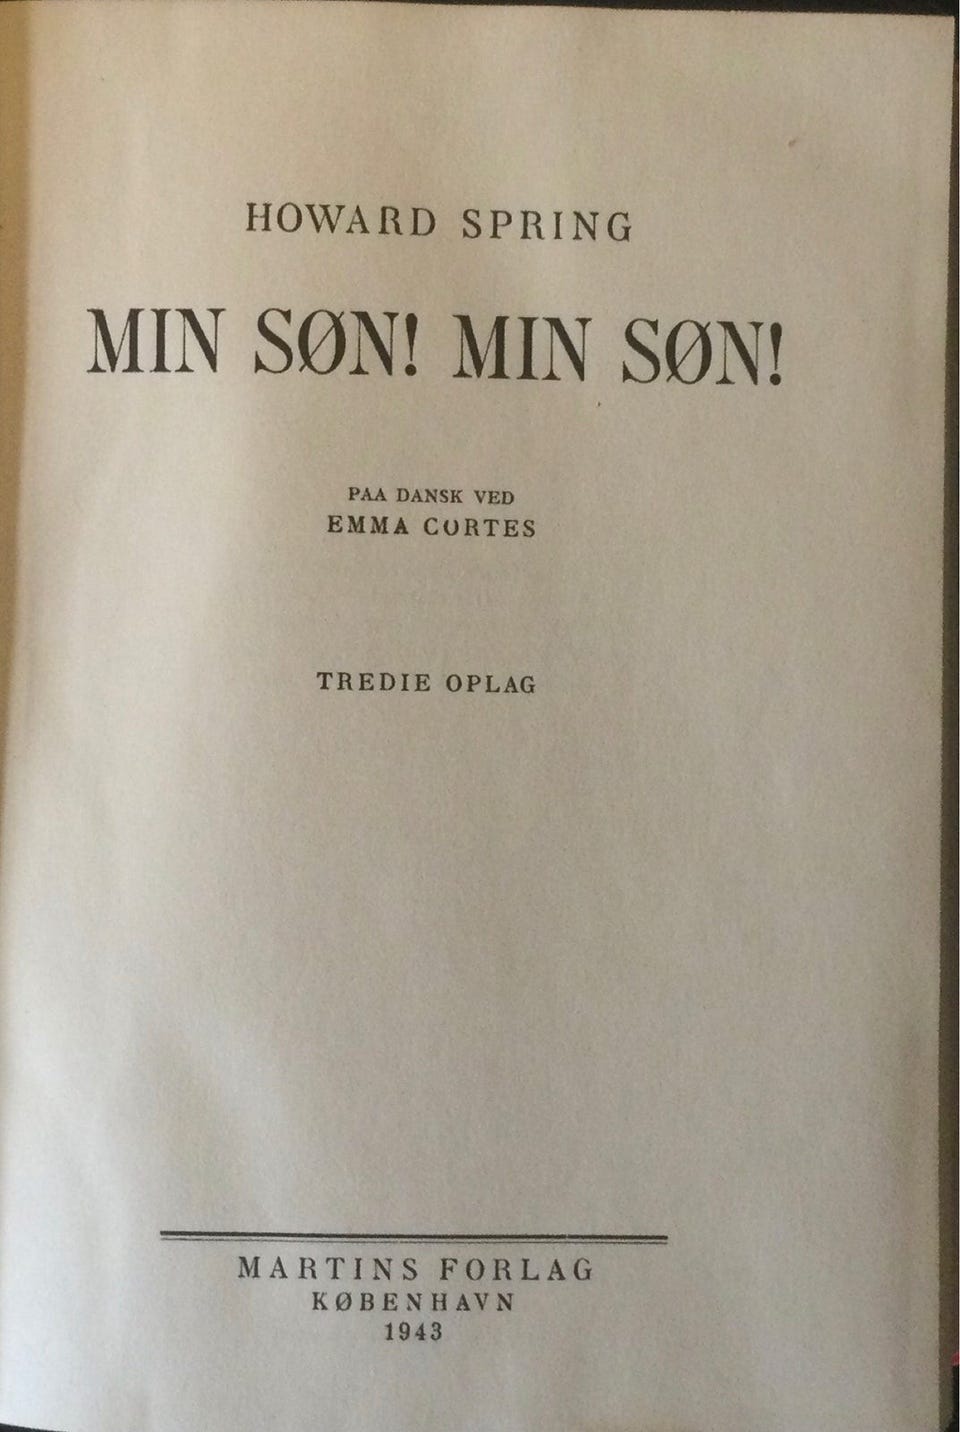 HOWARD SPRING
MIN SØN! MIN SØN!
PAA DANSK VED
EMMA CORTES
TREDIE OPLAG
MARTINS FORLAG
KØBENHAVN
1943